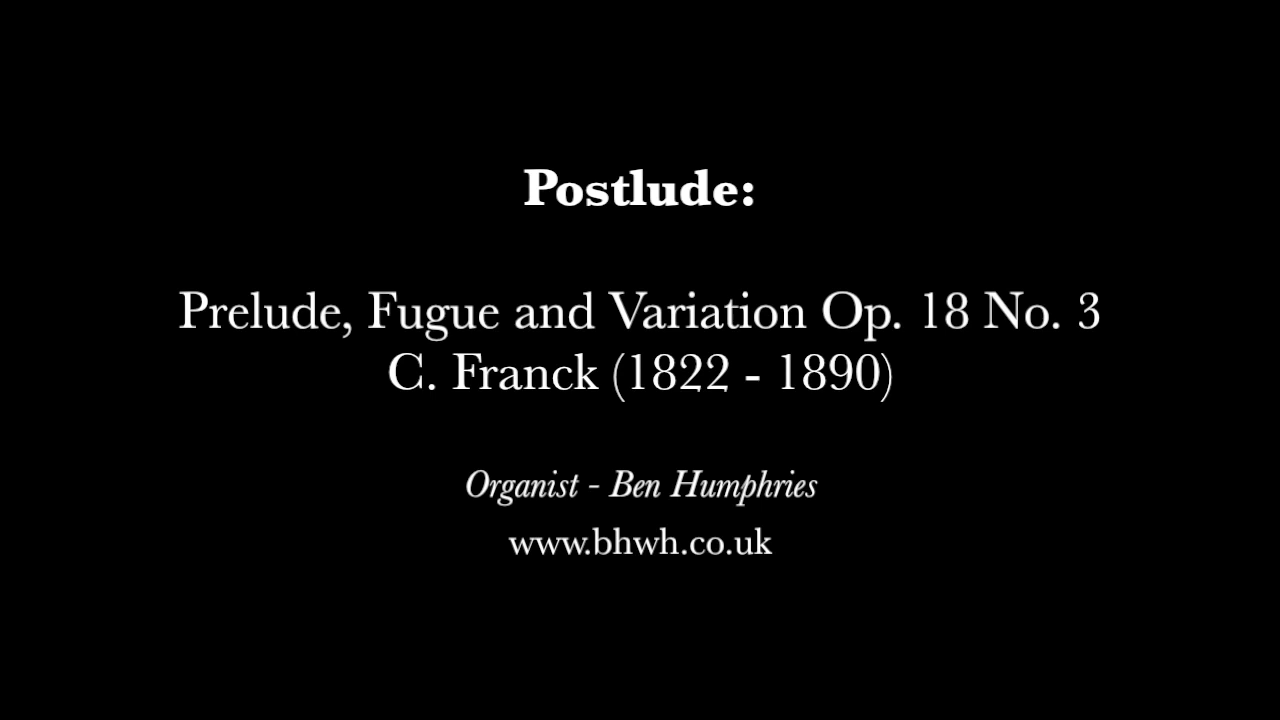 Postlude:
Prelude, Fugue and Variation Op. 18 No. 3
C. Franck (1822 - 1890)
Organist - Ben Humphries
www.bhwh.co.uk